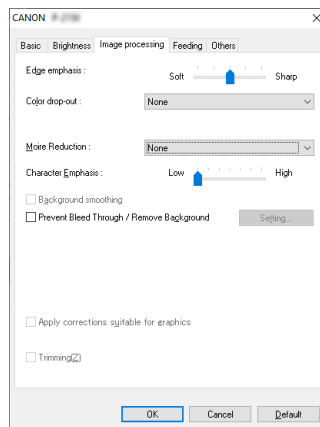 CANON
Basic Brightness Image processing Feeding Others
Edge emphasis : Soft Sharp
Color drop-out : None
Moire Reduction : None
Character Emphasis : Low High
Background smoothing
Prevent Bleed Through / Remove Background Setting...
Apply corrections suitable for graphics
Trimming(Z)
OK Cancel Default